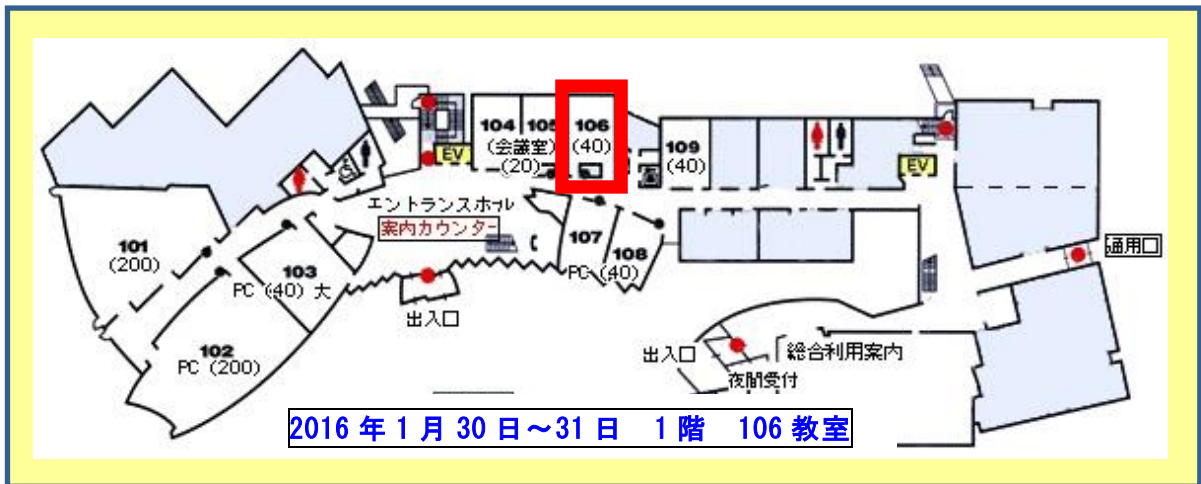 104
(会議室)
(20)
105
106
(40)
109
(40)
EV
EV
エントランスホール
案内カウンター
101
(200)
103
PC (40) 大
102
PC (200)
107
108
PC (40)
出入口
通用口
出入口
総合利用案内
夜間受付
2016 年 1 月 30 日～31 日　1 階　106 教室